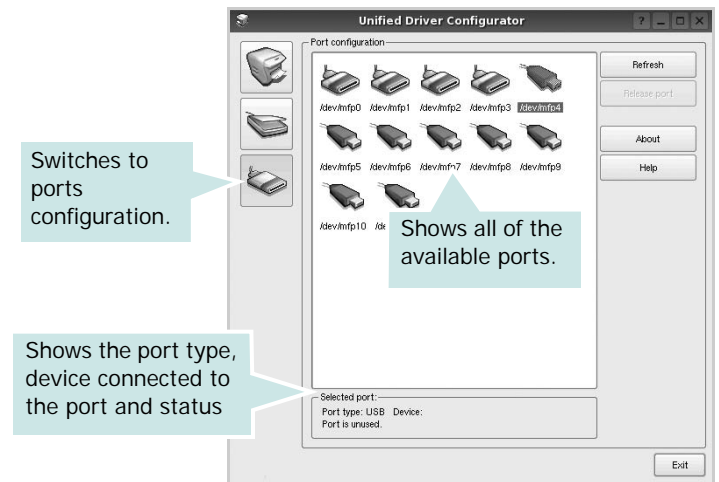 Unified Driver Configurator
Port configuration
/dev/mfp0 /dev/mfp1 /dev/mfp2 /dev/mfp3 /dev/mfp4
/dev/mfp5 /dev/mfp6 /dev/mfp7 /dev/mfp8 /dev/mfp9
/dev/mfp10
Refresh
Release port
About
Help
Switches to
ports
configuration.
Shows all of the
available ports.
Shows the port type,
device connected to
the port and status
Selected port:
Port type: USB Device:
Port is unused.
Exit